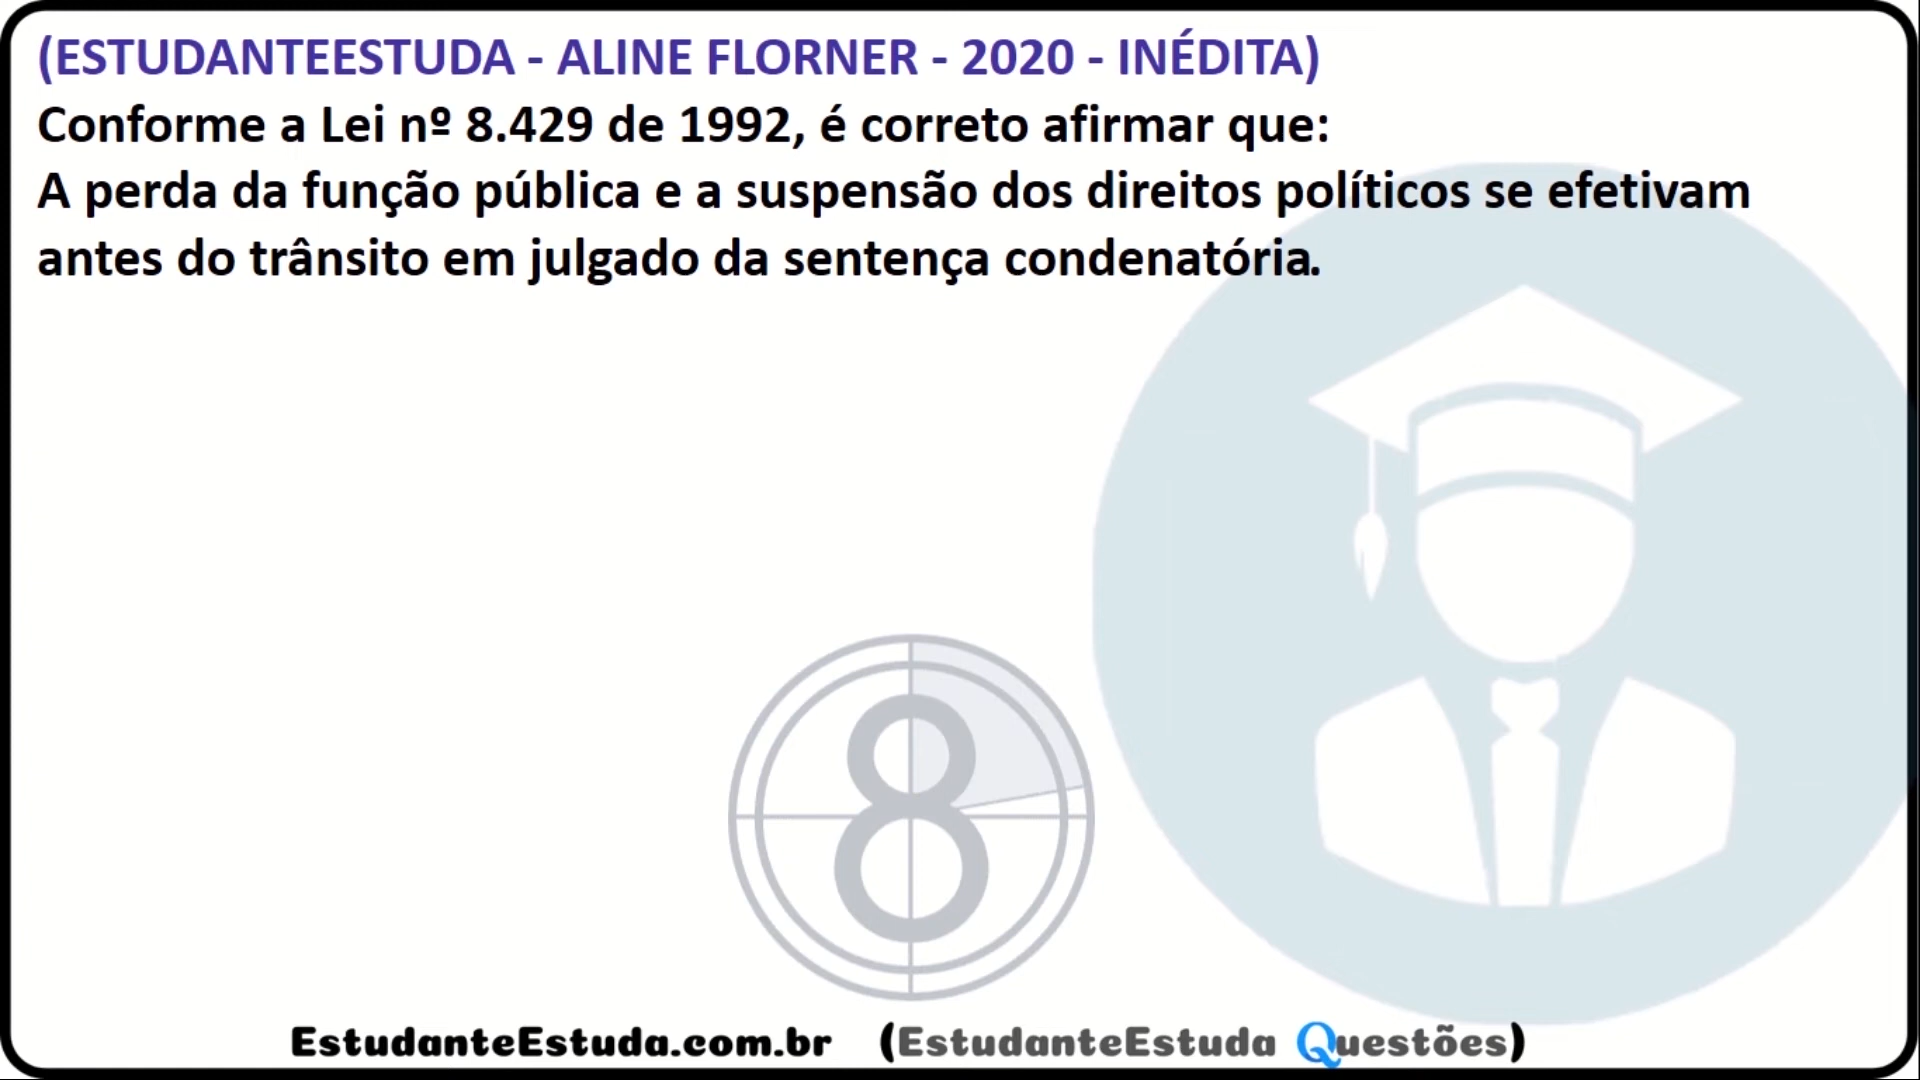 (ESTUDANTEESTUDA - ALINE FLORNER - 2020 - INÉDITA)
Conforme a Lei nº 8.429 de 1992, é correto afirmar que:
A perda da função pública e a suspensão dos direitos políticos se efetivam
antes do trânsito em julgado da sentença condenatória.
8
EstudanteEstuda.com.br (EstudanteEstuda Questões)